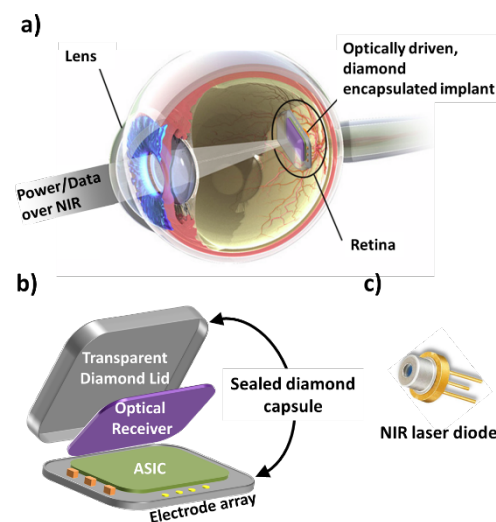 a)
Lens
Optically driven,
diamond
encapsulated implant
Power/Data
over NIR
Retina
b)
c)
Transparent
Diamond Lid
Optical
Receiver
ASIC
Electrode array
Sealed diamond
capsule
NIR laser diode